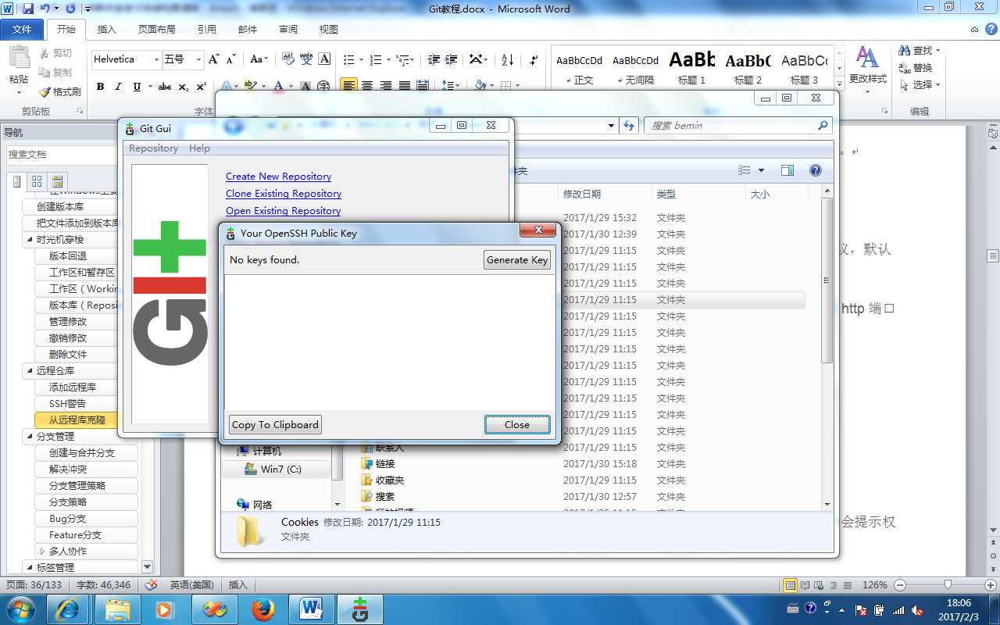 Git教程.docx - Microsoft Word
文件 开始 插入 页面布局 引用 邮件 审阅 视图
粘贴 剪切 复制 格式刷
剪贴板
Helvetica 五号
字体
AaBbCcDd AaBbCcDd AaBb AaBbC AaBbCc
正文 无间隔 标题 1 标题 2 标题 3
更改样式
查找 替换 选择
编辑
导航
搜索文档
创建版本库
把文件添加到版本库
时光机穿梭
版本回退
工作区和暂存区
工作区（Workin
版本库（Reposi
管理修改
撤销修改
删除文件
远程仓库
添加远程库
SSH警告
从远程库克隆
分支管理
创建与合并分支
解决冲突
分支管理策略
分支策略
Bug分支
Feature分支
多人协作
标签管理
Git Gui
Repository Help
Create New Repository
Clone Existing Repository
Open Existing Repository
Git
Your OpenSSH Public Key
No keys found.
Generate Key
Copy To Clipboard
Close
搜索 bemin
件夹
修改日期 类型 大小
2017/1/29 15:32 文件夹
2017/1/30 12:39 文件夹
2017/1/29 11:15 文件夹
2017/1/29 11:15 文件夹
2017/1/29 11:15 文件夹
2017/1/29 11:15 文件夹
2017/1/29 11:15 文件夹
2017/1/29 11:15 文件夹
2017/1/29 11:15 文件夹
2017/1/29 11:15 文件夹
2017/1/29 11:15 文件夹
2017/1/29 11:15 文件夹
2017/1/29 11:15 文件夹
2017/1/29 11:15 文件夹
联系人 2017/1/29 11:15 文件夹
链接 2017/1/30 15:18 文件夹
收藏夹 2017/1/29 11:15 文件夹
搜索 2017/1/30 12:57 文件夹
计算机
Win7 (C:)
网络
Cookies 修改日期: 2017/1/29 11:15
文件夹
，默认
http 端口
会提示权
页面: 36/133 字数: 46,346 英语(美国) 插入
126%
18:06
2017/2/3